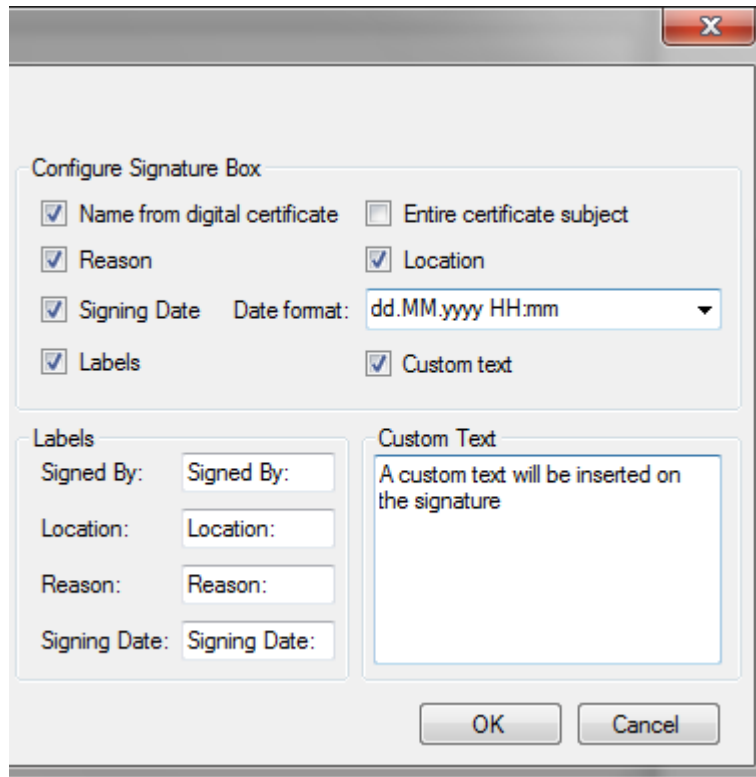 Configure Signature Box
Name from digital certificate Entire certificate subject
Reason Location
Signing Date Date format: dd.MM.yyyy HH:mm
Labels Custom text
Labels
Signed By: Signed By:
Location: Location:
Reason: Reason:
Signing Date: Signing Date:
Custom Text
A custom text will be inserted on
the signature
OK Cancel